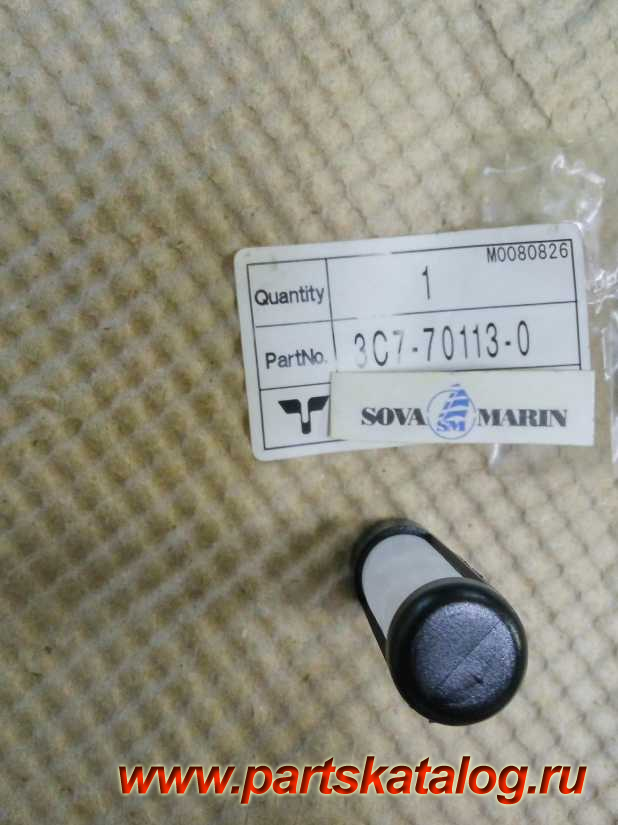 M0080826
Quantity 1
PartNo. 3C7-70113-0
SOVA SM MARIN
www.partskatalog.ru